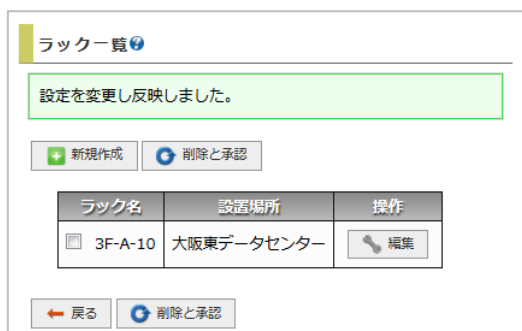 ラック一覧?
設定を変更し反映しました。
新規作成 削除と承認
ラック名 設置場所 操作
3F-A-10 大阪東データセンター 編集
戻る 削除と承認